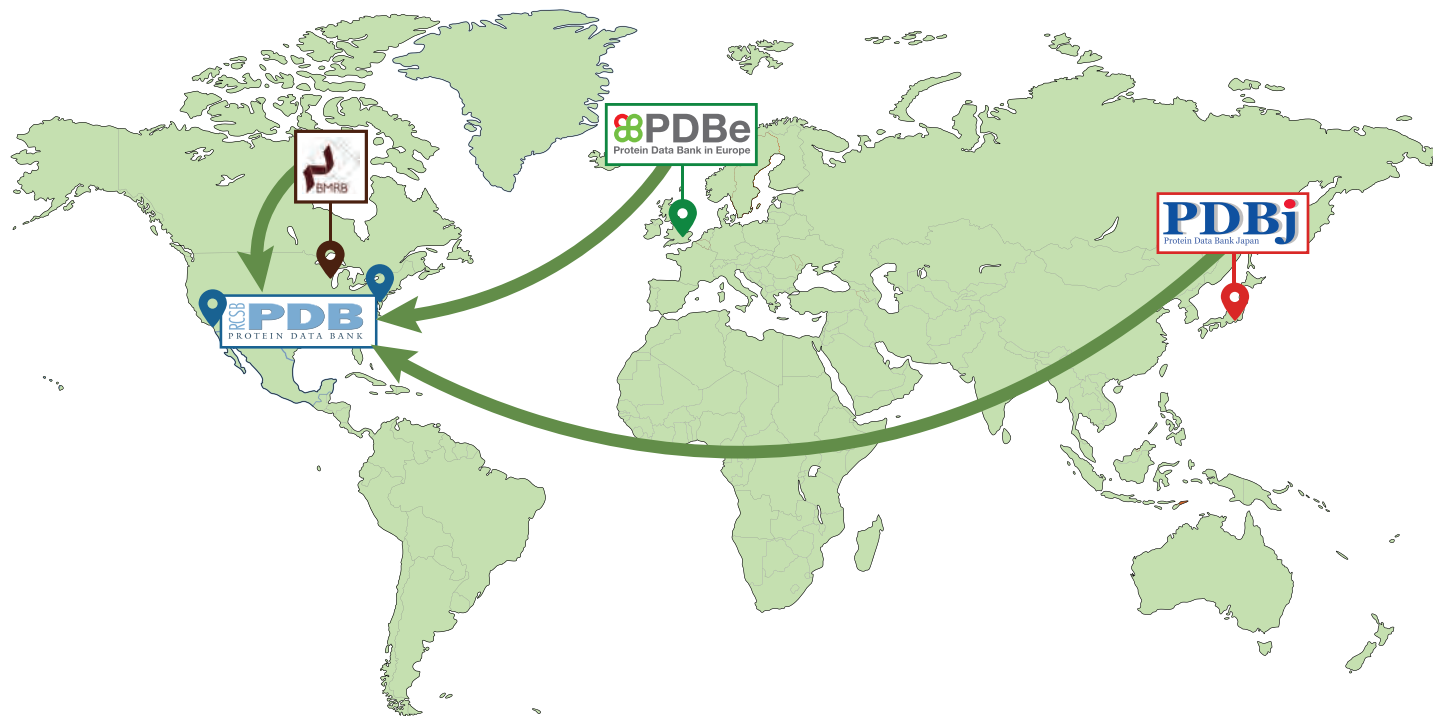 PDBe
Protein Data Bank in Europe
BMRB
PDBj
Protein Data Bank Japan
RCSB
PDB
PROTEIN DATA BANK